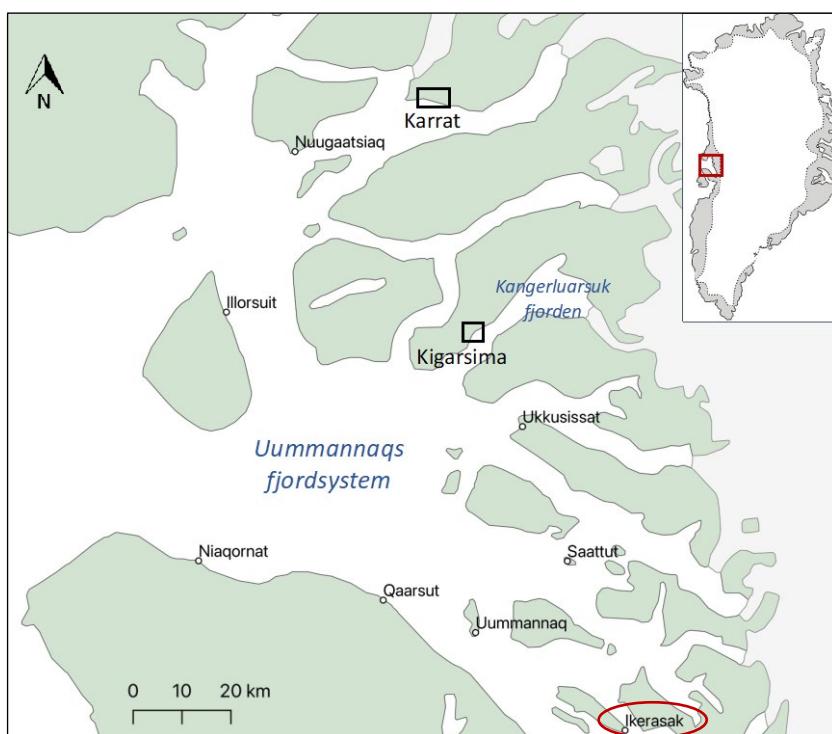 N
Karrat
Nuugaatsiaq
Illorsuit
Kangerluarsuk
fjorden
Kigarsima
Ukkusissat
Uummannaqs
fjordsystem
Niaqornat
Saattut
Qaarsut
Uummannaq
0 10 20 km
Ikerasak